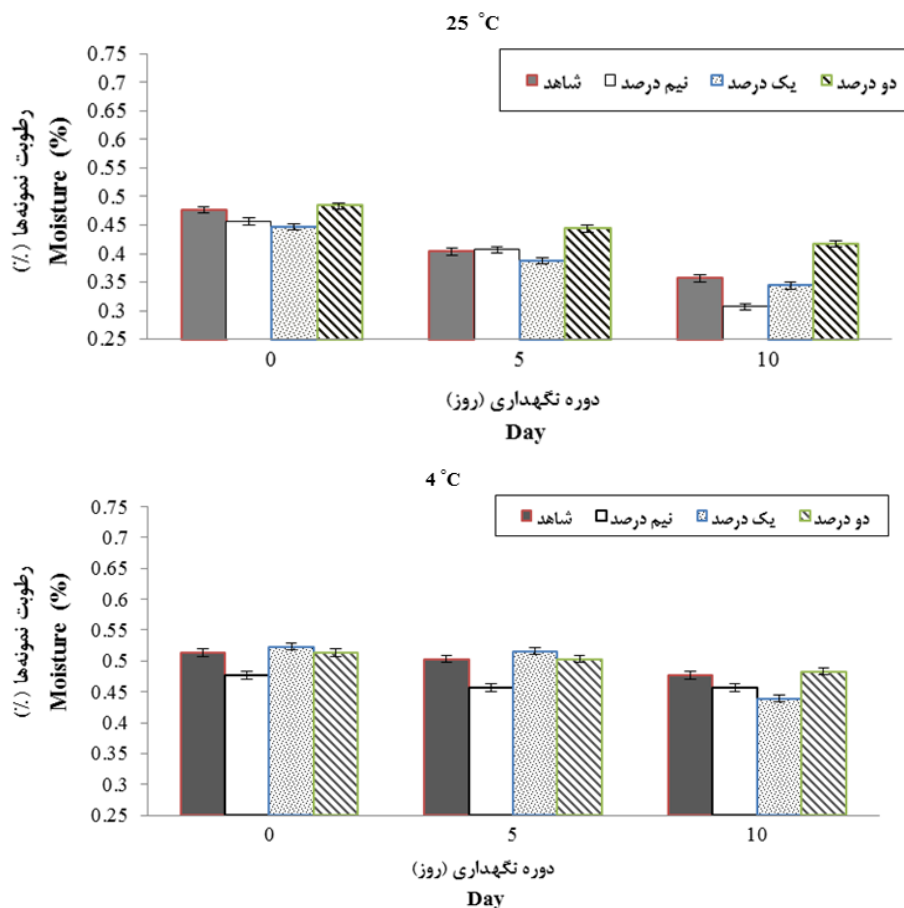 25 °C
شاهد نیم درصد یک درصد دو درصد
رطوبت نمونه‌ها (٪)
Moisture (%)
0.75
0.7
0.65
0.6
0.55
0.5
0.45
0.4
0.35
0.3
0.25
0 5 10
دوره نگهداری (روز)
Day
4 °C
شاهد نیم درصد یک درصد دو درصد
رطوبت نمونه‌ها (٪)
Moisture (%)
0.75
0.7
0.65
0.6
0.55
0.5
0.45
0.4
0.35
0.3
0.25
0 5 10
دوره نگهداری (روز)
Day